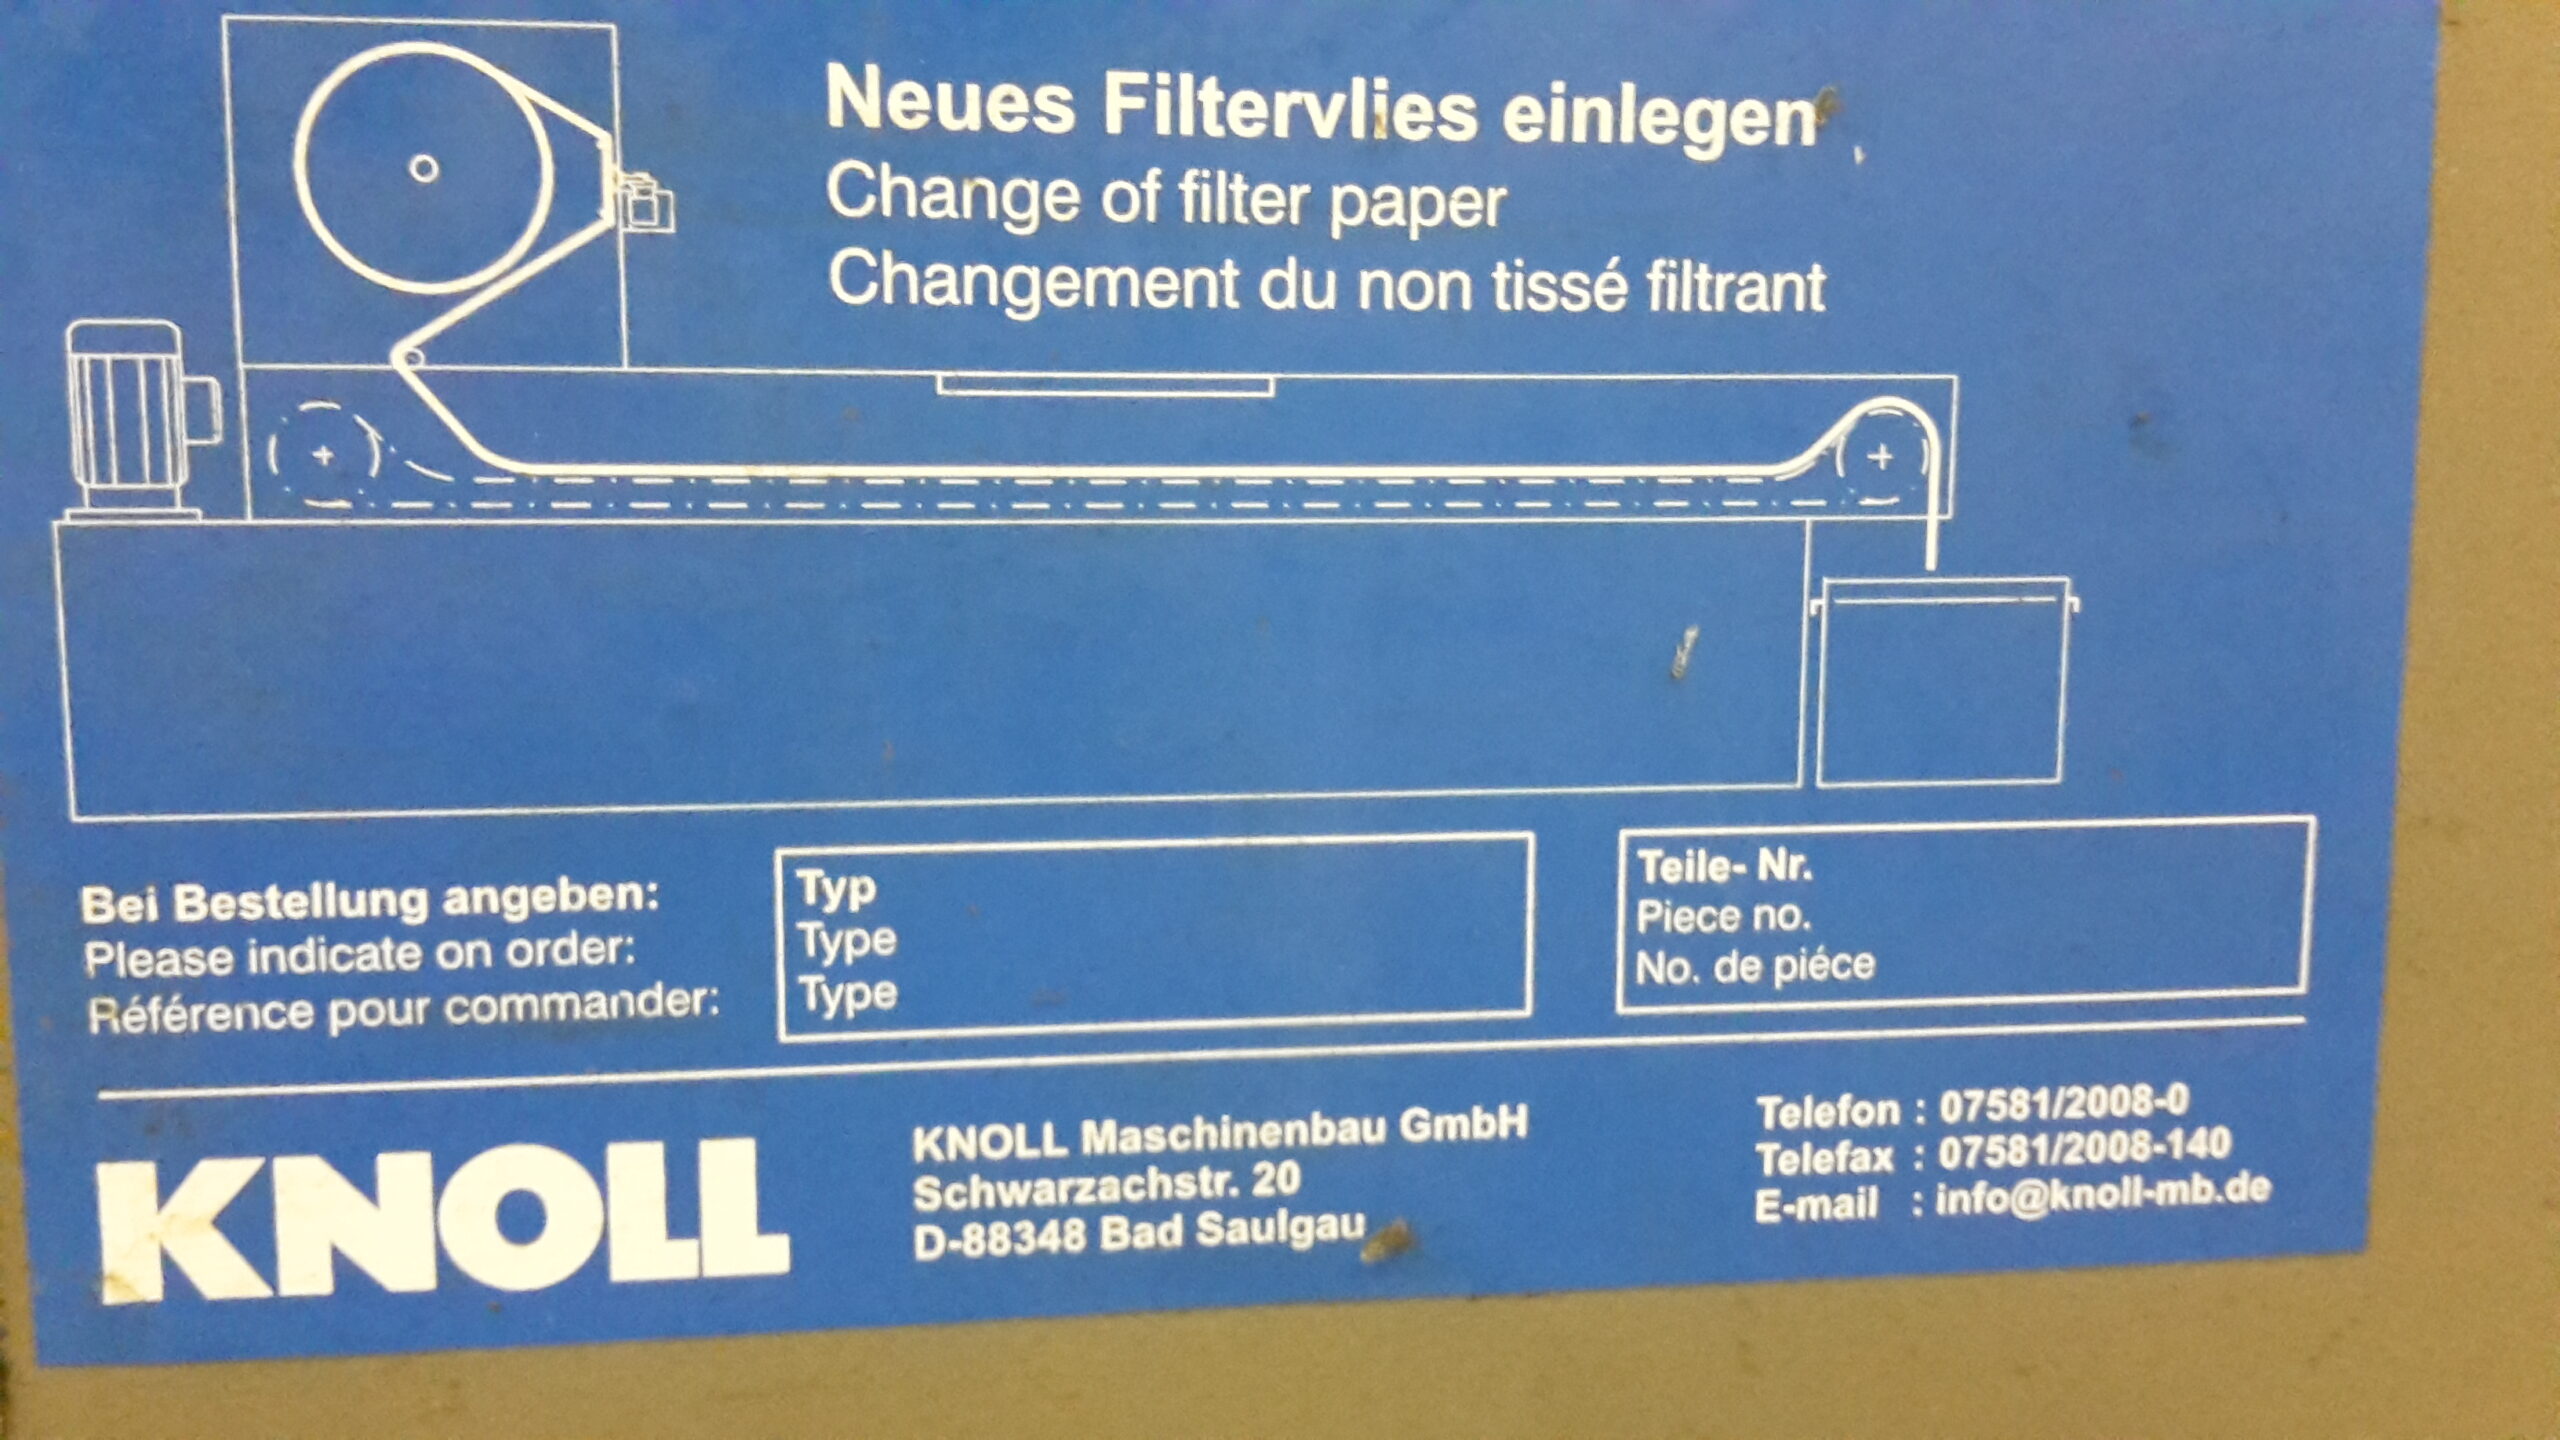 Neues Filtervlies einlegen
Change of filter paper
Changement du non tissé filtrant
Bei Bestellung angeben:
Please indicate on order:
Référence pour commander:
Typ
Type
Type
Teile- Nr.
Piece no.
No. de piéce
KNOLL
KNOLL Maschinenbau GmbH
Schwarzachstr. 20
D-88348 Bad Saulgau
Telefon : 07581/2008-0
Telefax : 07581/2008-140
E-mail : info@knoll-mb.de